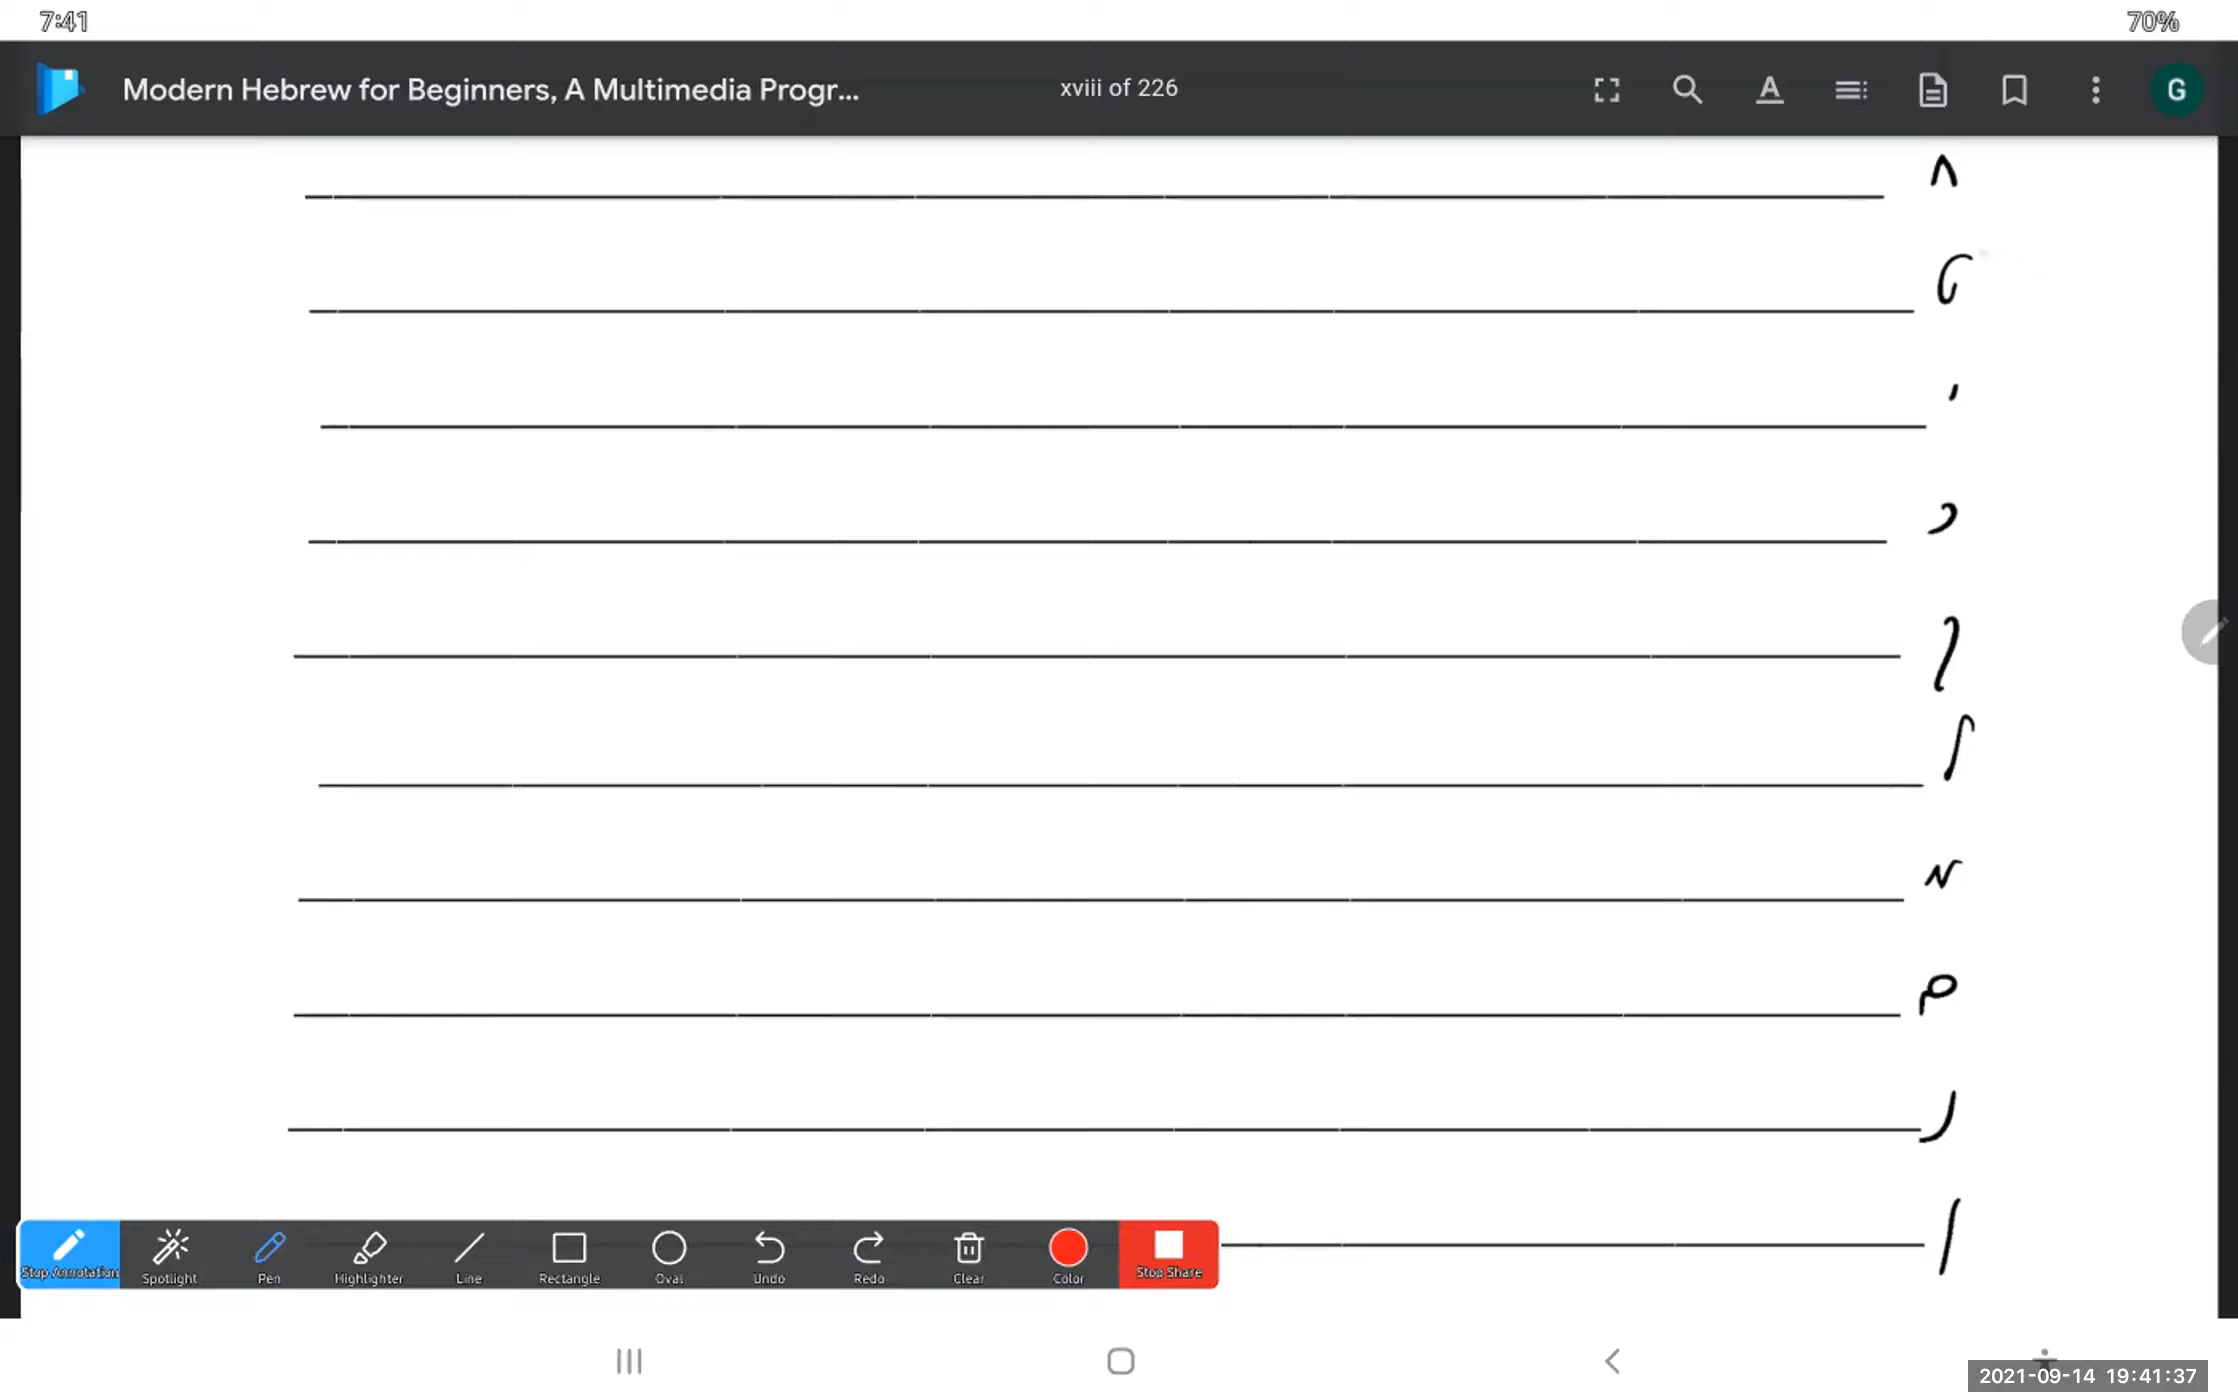 7:41
70%
Modern Hebrew for Beginners, A Multimedia Progr...
xviii of 226
A
G
ח
ט
י
כ
ך
ל
מ
ם
נ
ן
Stop Annotation
Spotlight
Pen
Highlighter
Line
Rectangle
Oval
Undo
Redo
Clear
Color
Stop Share
2021-09-14 19:41:37